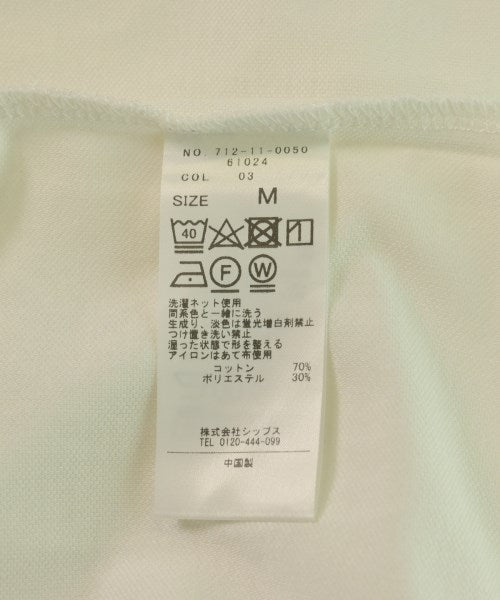 NO. 712-11-0050
61024
COL 03
SIZE M
40
F W
洗濯ネット使用
同系色と一緒に洗う
生成り、淡色は蛍光増白剤禁止
つけ置き洗い禁止
湿った状態で形を整える
アイロンはあて布使用
コットン 70%
ポリエステル 30%
株式会社シップス
TEL 0120-444-099
中国製